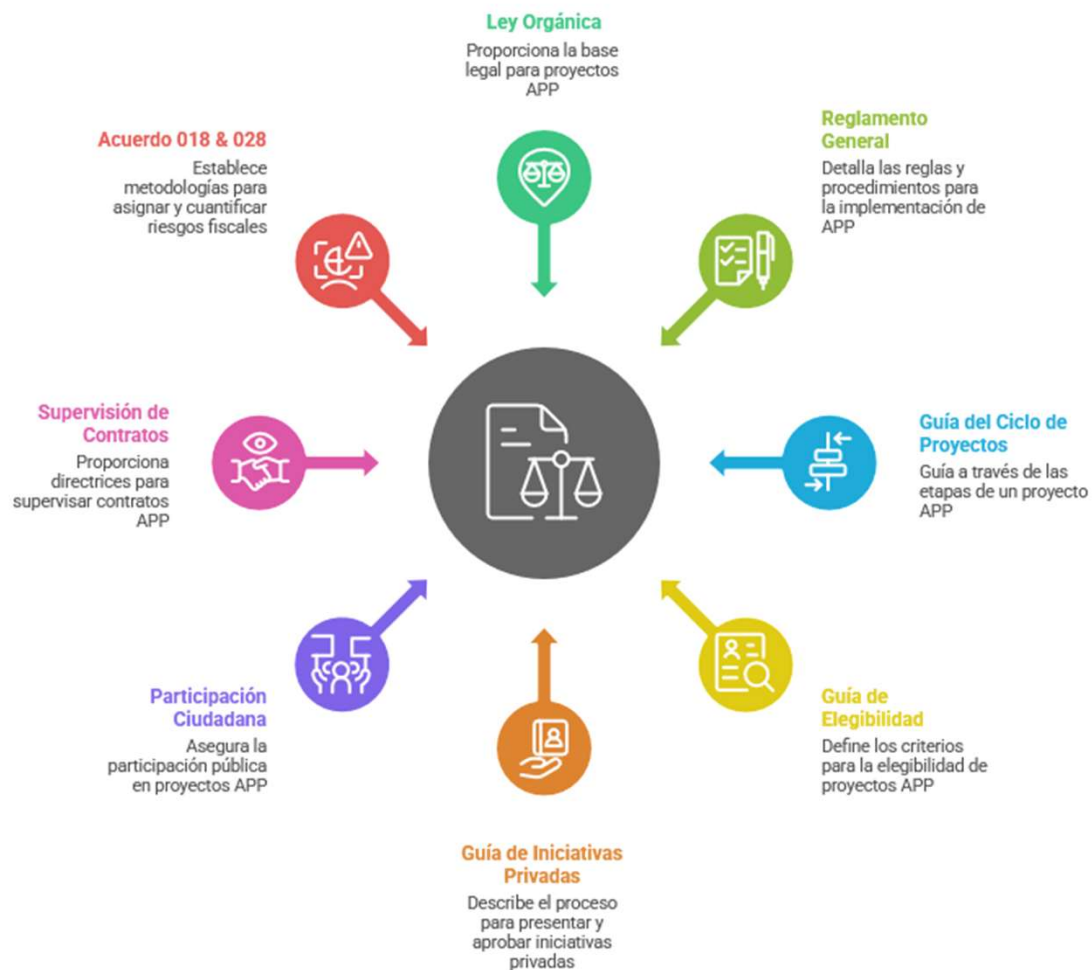 Ley Orgánica
Proporciona la base
legal para proyectos
APP
Reglamento
General
Detalla las reglas y
procedimientos para
la implementación de
APP
Guía del Ciclo de
Proyectos
Guía a través de las
etapas de un proyecto
APP
Guía de
Elegibilidad
Define los criterios
para la elegibilidad de
proyectos APP
Guía de Iniciativas
Privadas
Describe el proceso
para presentar y
aprobar iniciativas
privadas
Participación
Ciudadana
Asegura la
participación pública
en proyectos APP
Supervisión de
Contratos
Proporciona
directrices para
supervisar contratos
APP
Acuerdo 018 & 028
Establece
metodologías para
asignar y cuantificar
riesgos fiscales